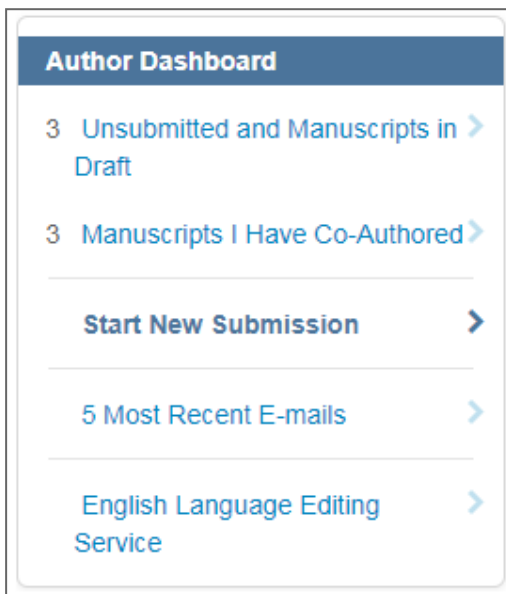 Author Dashboard
3 Unsubmitted and Manuscripts in
Draft
3 Manuscripts I Have Co-Authored
Start New Submission
5 Most Recent E-mails
English Language Editing
Service